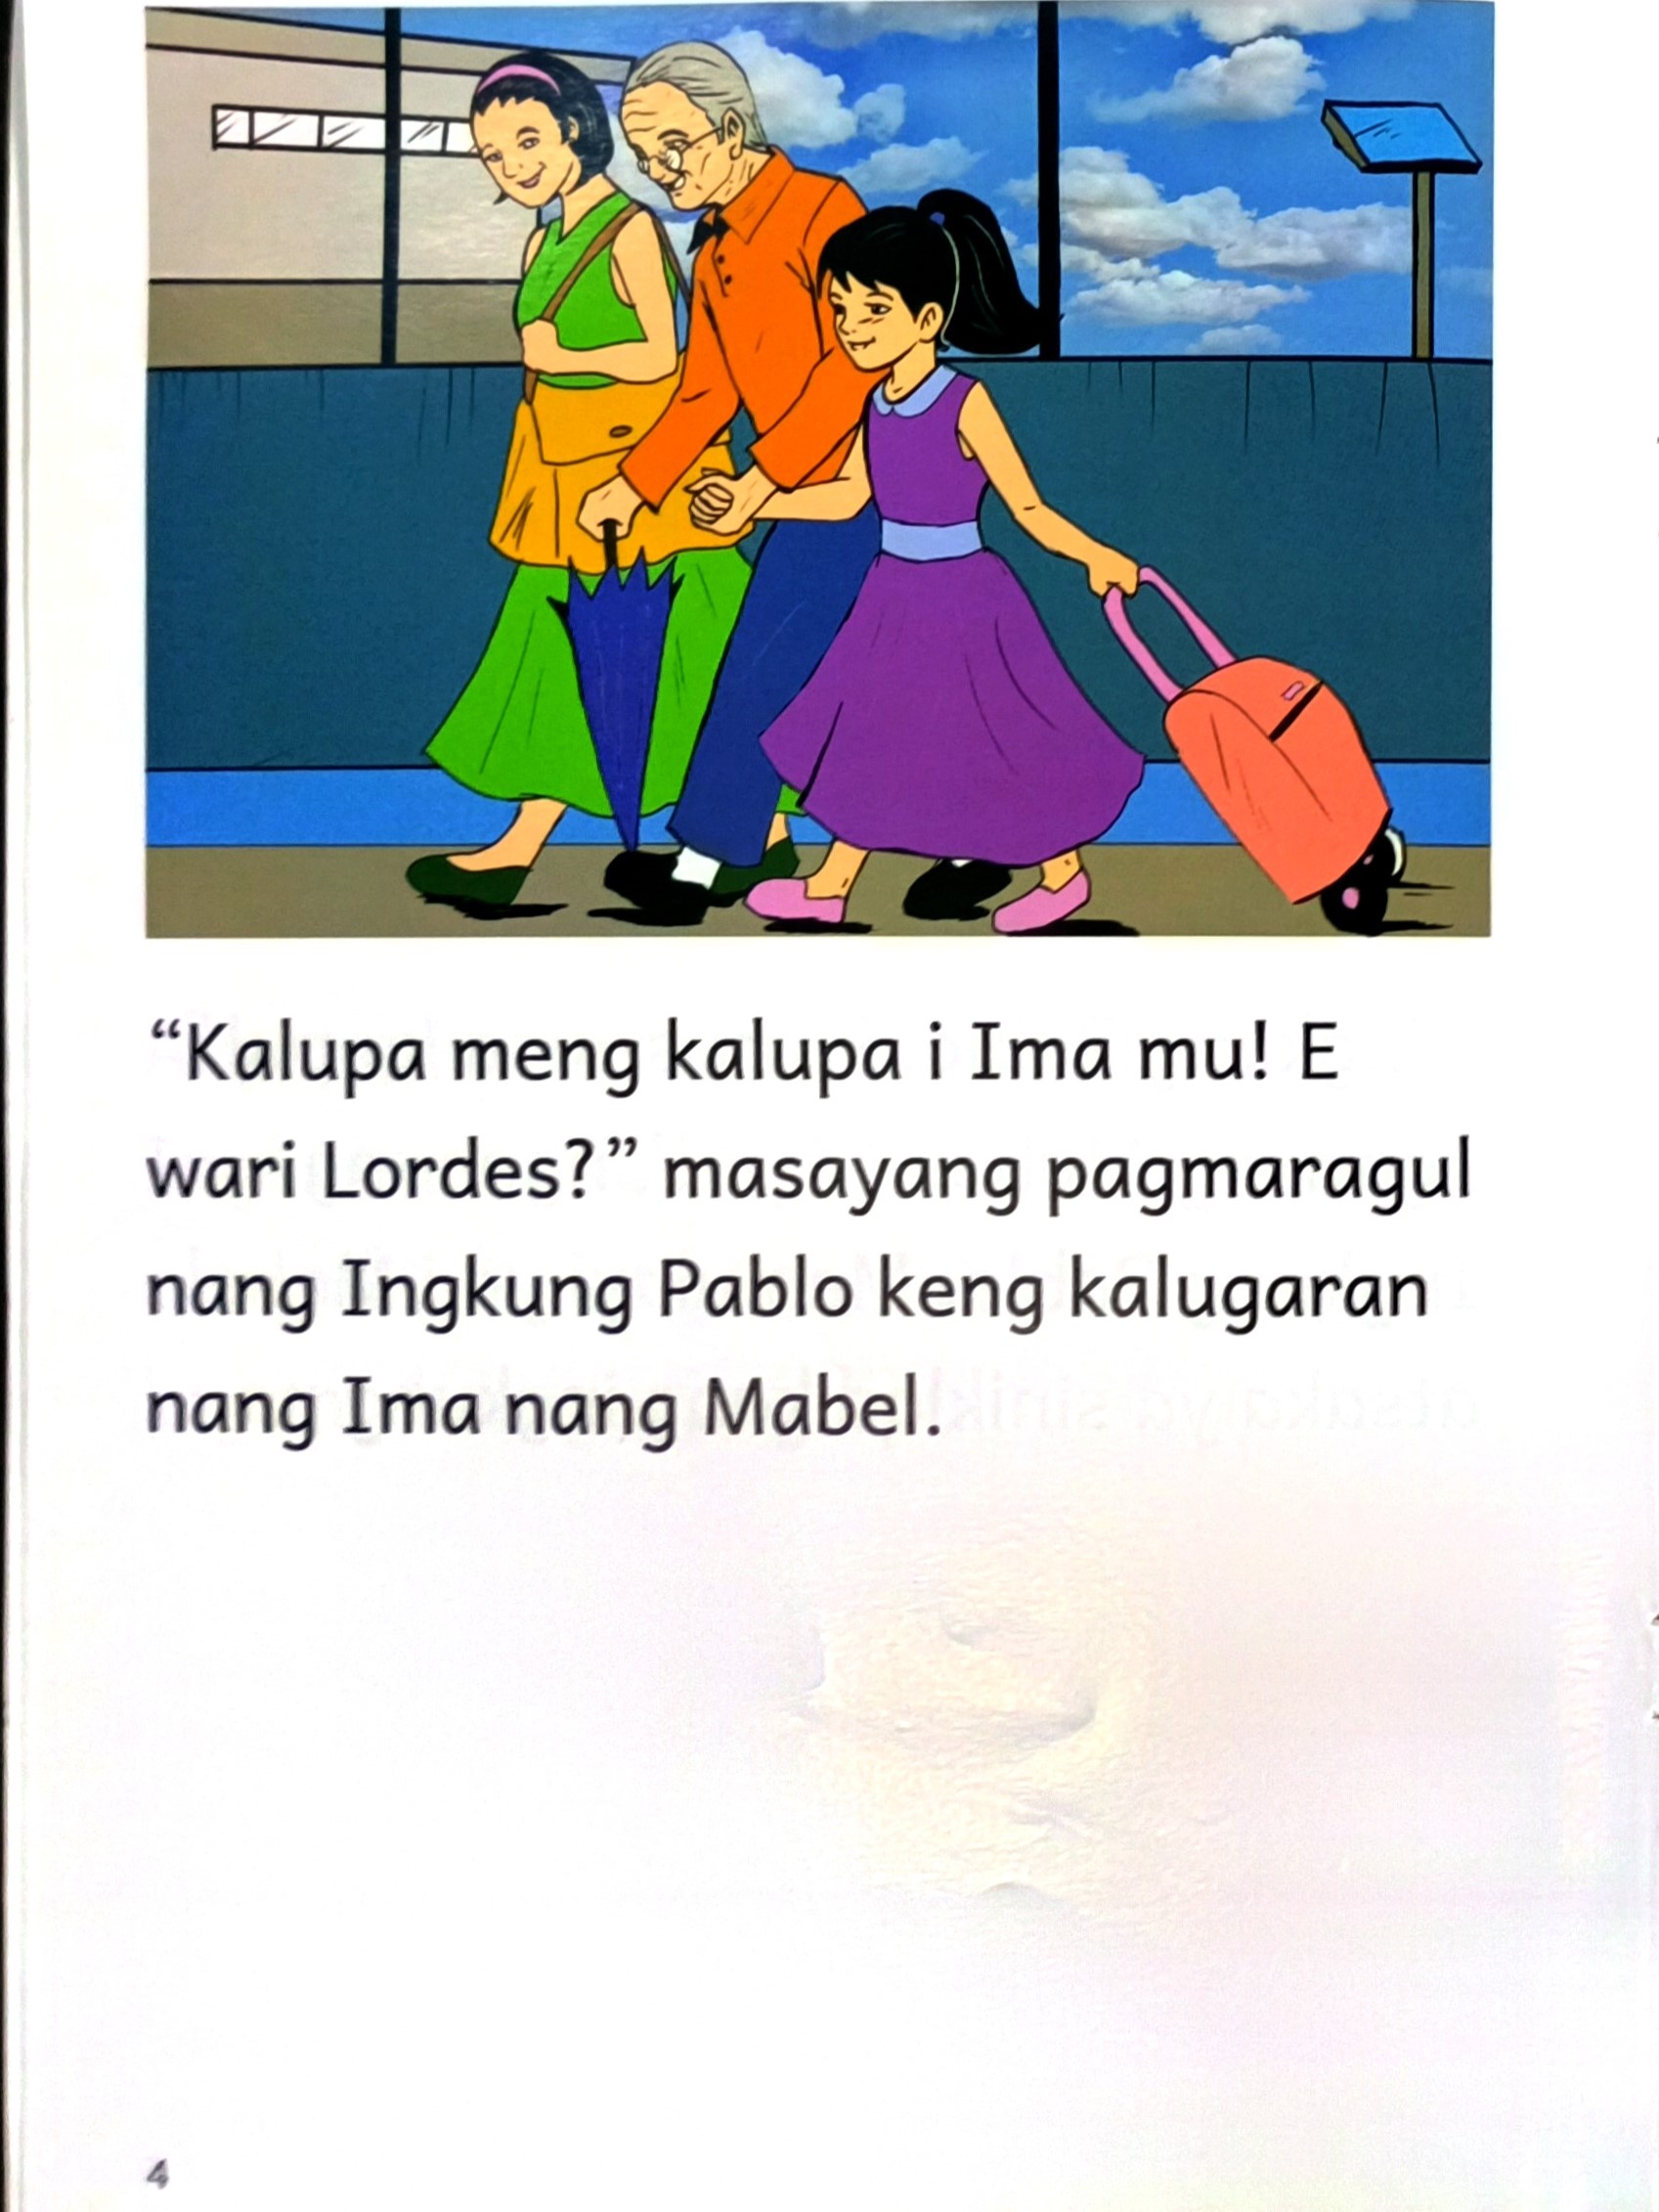 “Kalupa meng kalupa i Ima mu! E
wari Lordes?” masayang pagmaragul
nang Ingkung Pablo keng kalugaran
nang Ima nang Mabel.
4